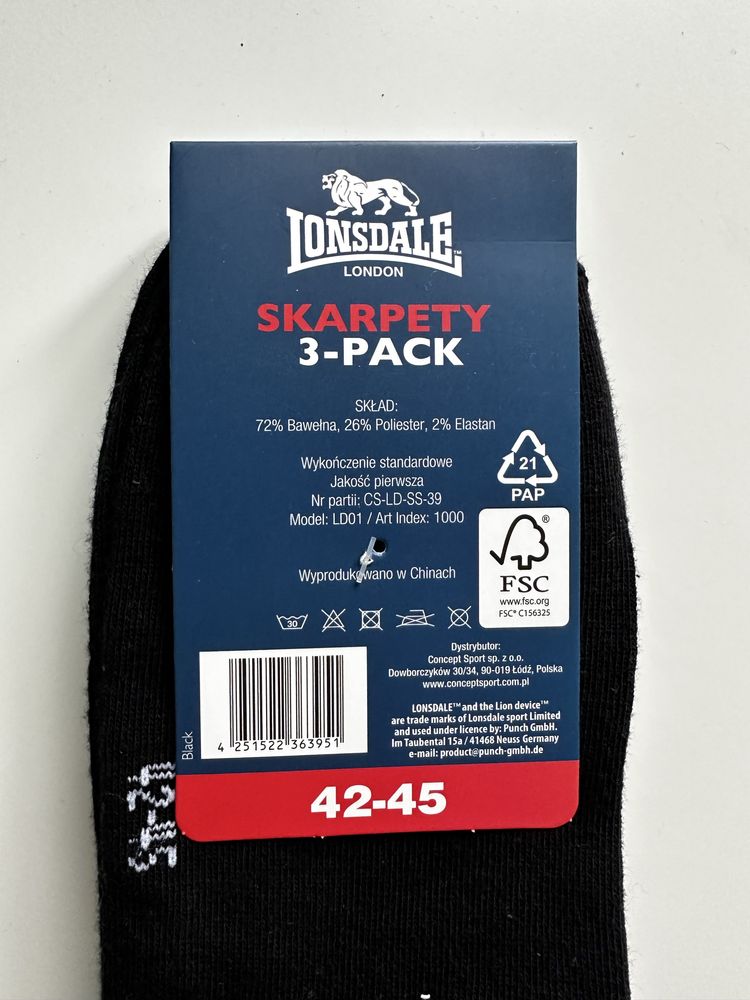 LONSDALE™
LONDON
SKARPETY
3-PACK
SKŁAD:
72% Bawełna, 26% Poliester, 2% Elastan
Wykończenie standardowe
Jakość pierwsza
Nr partii: CS-LD-SS-39
Model: LD01 / Art Index: 1000
21
PAP
Wyprodukowano w Chinach
®
FSC
www.fsc.org
FSC® C156325
30
Dystrybutor:
Concept Sport sp. z o.o.
Dowborczyków 30/34, 90-019 Łódź, Polska
www.conceptsport.com.pl
LONSDALE™ and the Lion device™
are trade marks of Lonsdale sport Limited
and used under licence by: Punch GmbH.
Im Taubental 15a / 41468 Neuss Germany
e-mail: product@punch-gmbh.de
Black
4 251522 363951
42-45
42-45